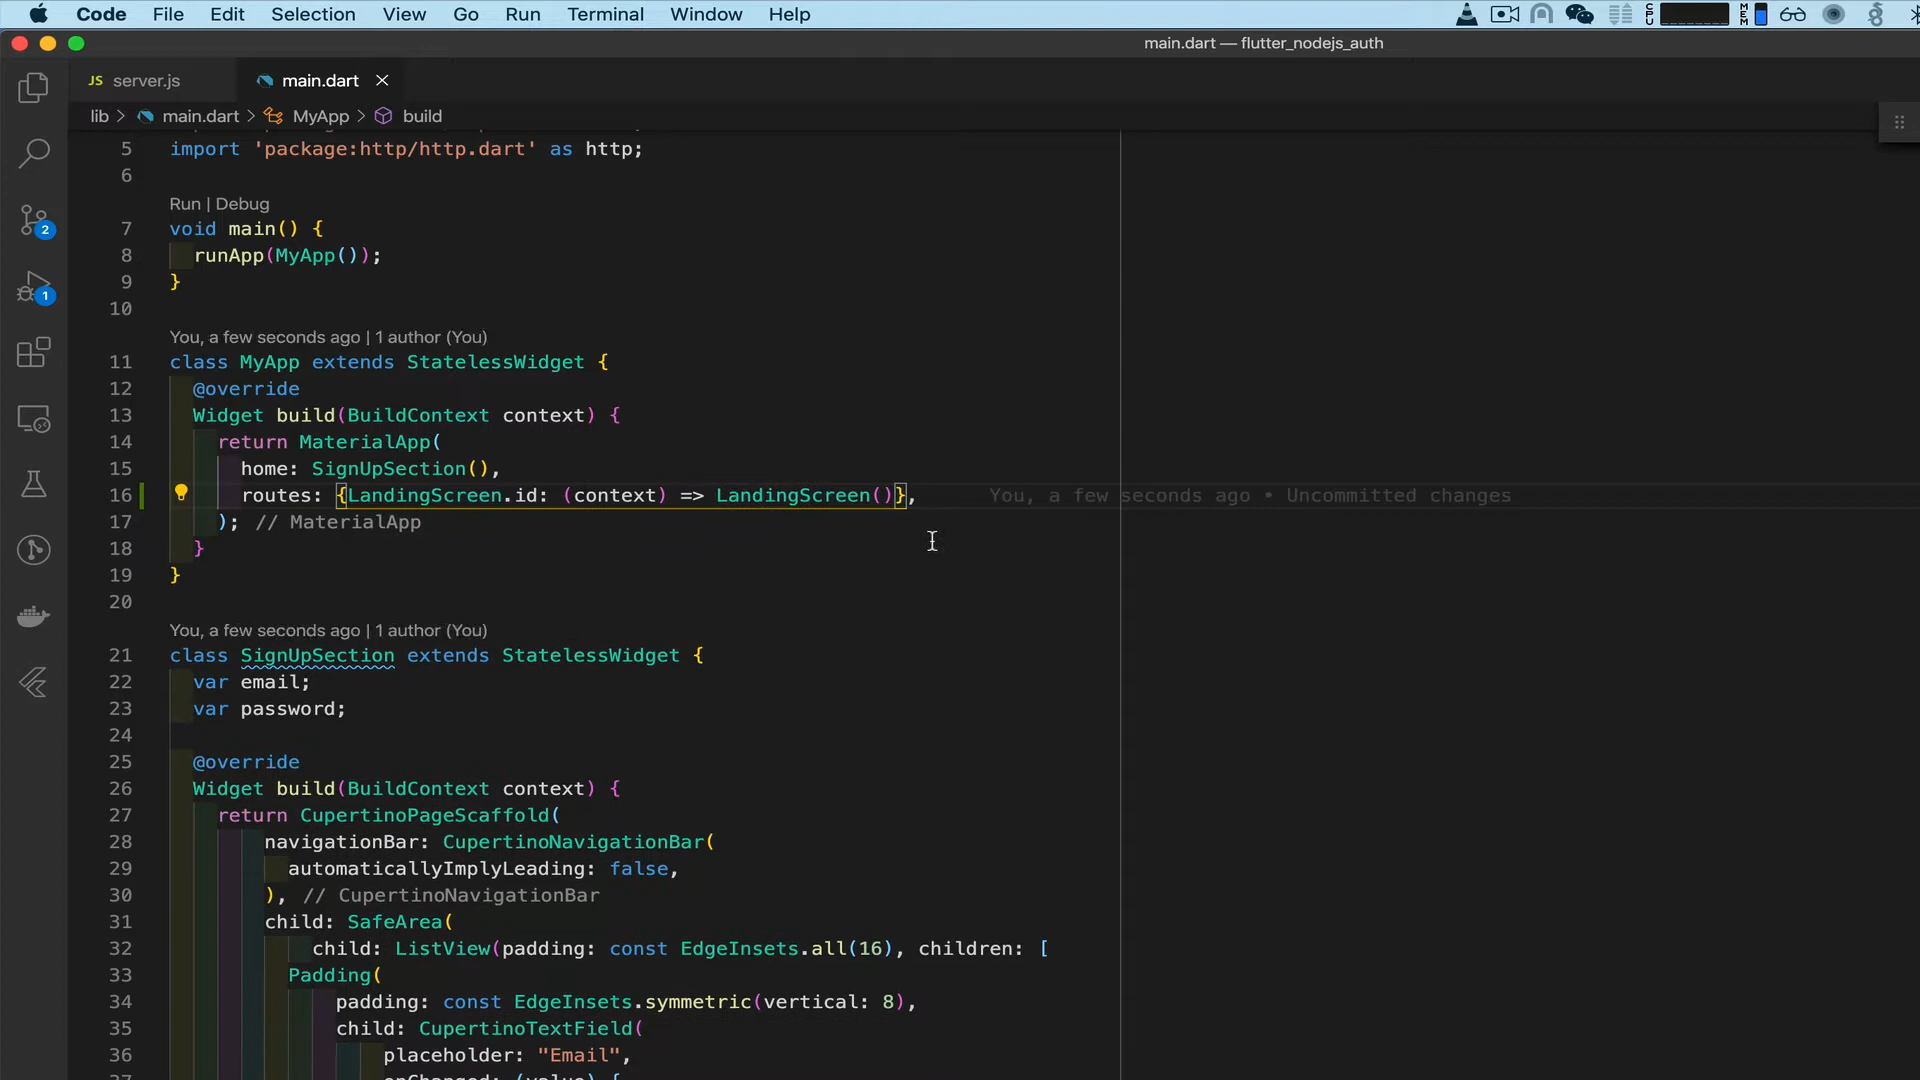 Code File Edit Selection View Go Run Terminal Window Help CPU MEM
main.dart — flutter_nodejs_auth
JS server.js main.dart
lib > main.dart > MyApp > build
5 import 'package:http/http.dart' as http;
6
Run | Debug
7 void main() {
8 runApp(MyApp());
9 }
10
You, a few seconds ago | 1 author (You)
11 class MyApp extends StatelessWidget {
12 @override
13 Widget build(BuildContext context) {
14 return MaterialApp(
15 home: SignUpSection(),
16 routes: {LandingScreen.id: (context) => LandingScreen()}, You, a few seconds ago • Uncommitted changes
17 ); // MaterialApp
18 }
19 }
20
You, a few seconds ago | 1 author (You)
21 class SignUpSection extends StatelessWidget {
22 var email;
23 var password;
24
25 @override
26 Widget build(BuildContext context) {
27 return CupertinoPageScaffold(
28 navigationBar: CupertinoNavigationBar(
29 automaticallyImplyLeading: false,
30 ), // CupertinoNavigationBar
31 child: SafeArea(
32 child: ListView(padding: const EdgeInsets.all(16), children: [
33 Padding(
34 padding: const EdgeInsets.symmetric(vertical: 8),
35 child: CupertinoTextField(
36 placeholder: "Email",
37 onChanged: (value) {
2
1